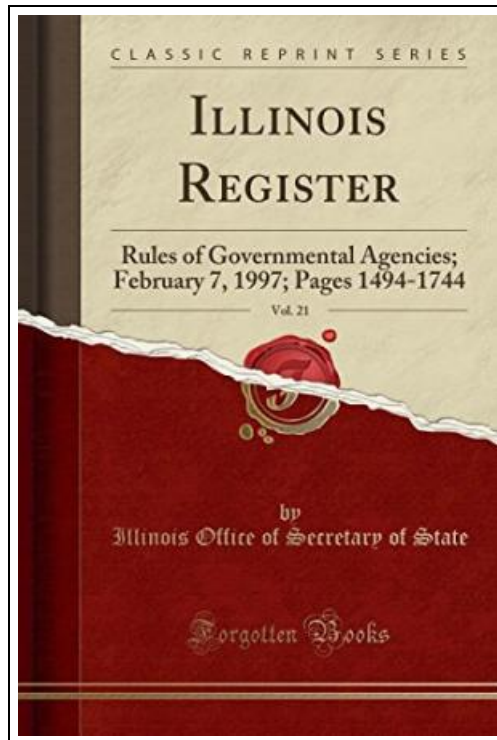 CLASSIC REPRINT SERIES
ILLINOIS
REGISTER
Rules of Governmental Agencies;
February 7, 1997; Pages 1494-1744
Vol. 21
by
Illinois Office of Secretary of State
Forgotten Books